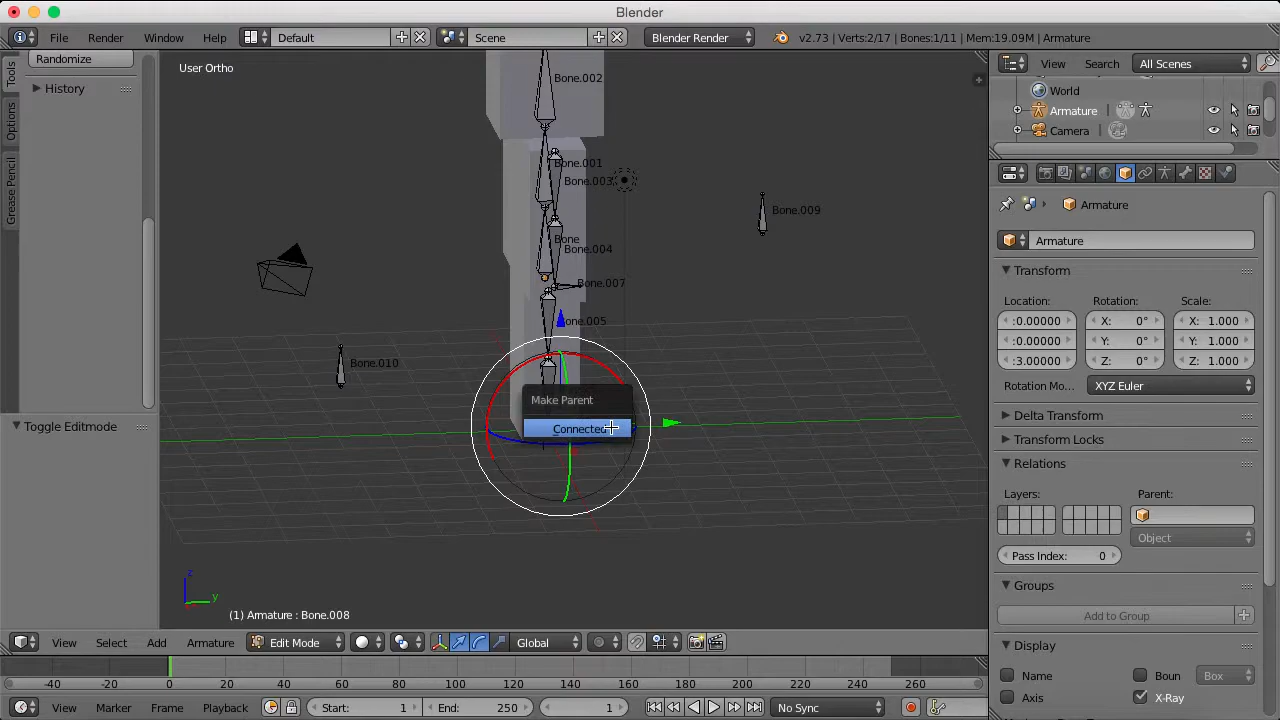 Blender
File Render Window Help Default Scene Blender Render v2.73 | Verts:2/17 | Bones:1/11 | Mem:19.09M | Armature
Tools
Options
Grease Pencil
Randomize
History
Toggle Editmode
User Ortho
Bone.002
Bone.001
Bone.003
Bone
Bone.004
Bone.007
Bone.009
Bone.010
Make Parent
Connected
z
y
(1) Armature : Bone.008
View Select Add Armature Edit Mode Global
-40 -20 0 20 40 60 80 100 120 140 160 180 200 220 240 260 280
View Marker Frame Playback Start: 1 End: 250 1 No Sync
View Search All Scenes
World
Armature
Camera
Armature
Armature
Transform
Location: Rotation: Scale:
:0.00000 X: 0° X: 1.000
:0.00000 Y: 0° Y: 1.000
:3.00000 Z: 0° Z: 1.000
Rotation Mo... XYZ Euler
Delta Transform
Transform Locks
Relations
Layers: Parent:
Object
Pass Index: 0
Groups
Add to Group
Display
Name Boun Box
Axis X-Ray